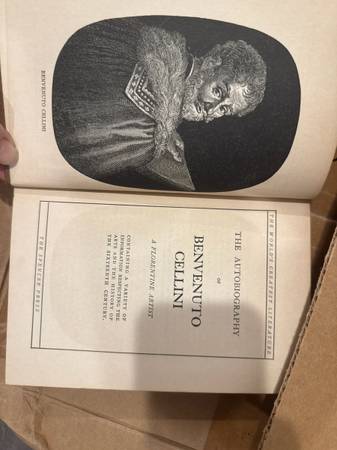 BENVENUTO CELLINI
THE WORLD'S GREATEST LITERATURE
THE AUTOBIOGRAPHY
OF
BENVENUTO
CELLINI
A FLORENTINE ARTIST
CONTAINING A VARIETY OF
INFORMATION RESPECTING THE
ARTS AND THE HISTORY OF
THE SIXTEENTH CENTURY.
THE SPENCER PRESS